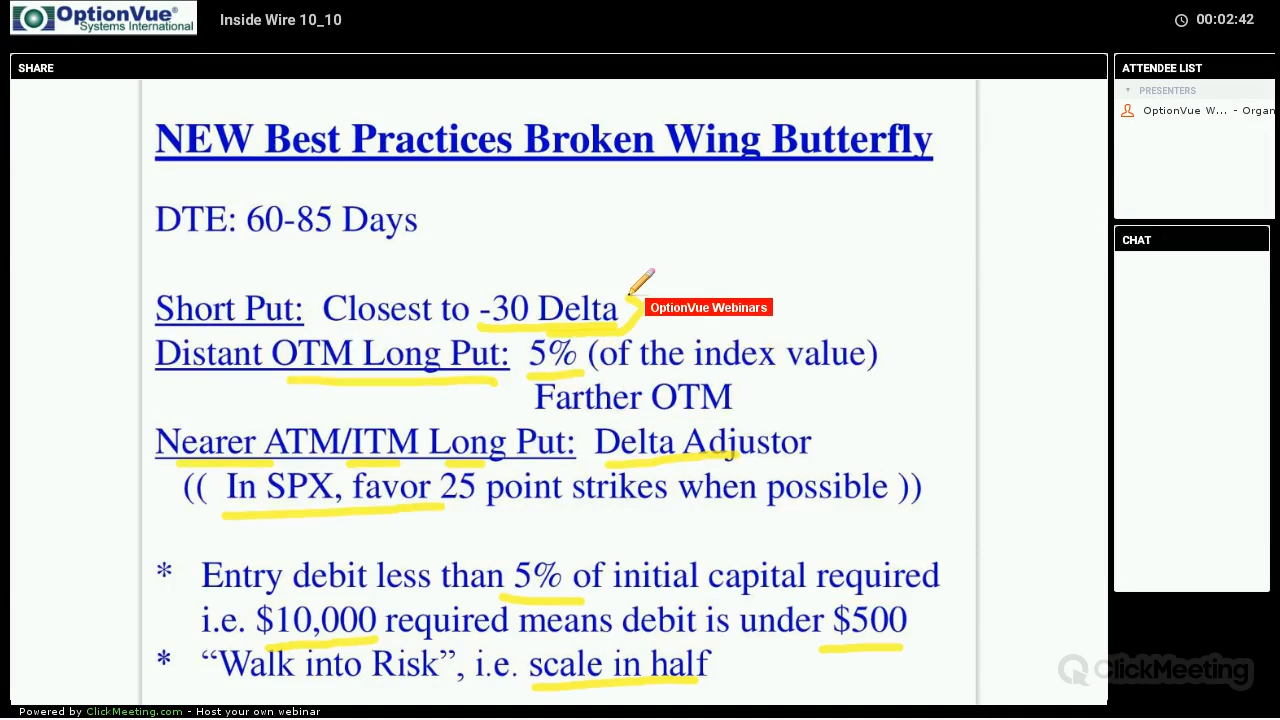 OptionVue
Systems International
Inside Wire 10_10
00:02:42
SHARE
NEW Best Practices Broken Wing Butterfly
DTE: 60-85 Days
Short Put: Closest to -30 Delta
OptionVue Webinars
Distant OTM Long Put: 5% (of the index value)
Farther OTM
Nearer ATM/ITM Long Put: Delta Adjustor
(( In SPX, favor 25 point strikes when possible ))
* Entry debit less than 5% of initial capital required
i.e. $10,000 required means debit is under $500
* “Walk into Risk”, i.e. scale in half
ATTENDEE LIST
PRESENTERS
OptionVue W... - Organ
CHAT
ClickMeeting
Powered by ClickMeeting.com - Host your own webinar